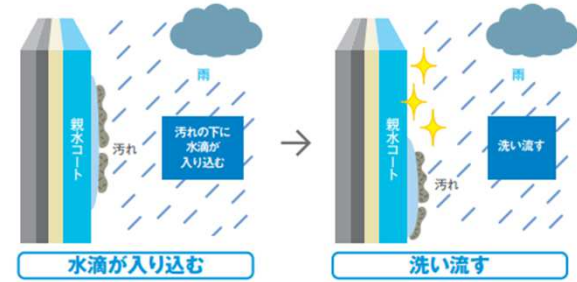 雨
親水コート
汚れ
汚れの下に
水滴が
入り込む
水滴が入り込む
→
雨
親水コート
汚れ
洗い流す
洗い流す